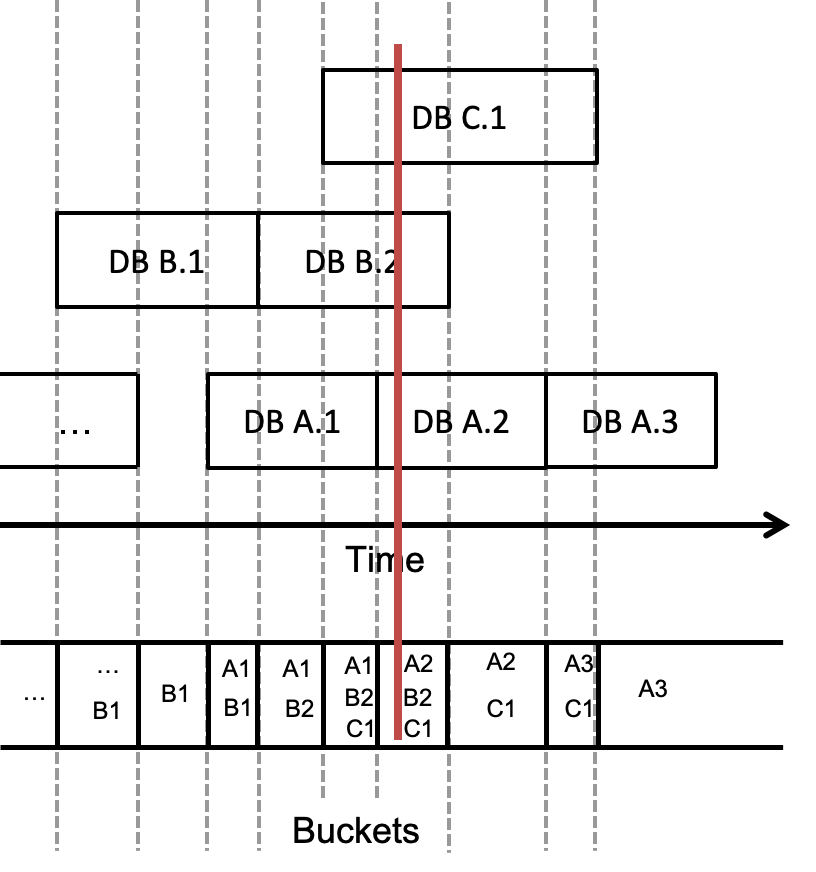 DB C.1
DB B.1
DB B.2
...
DB A.1
DB A.2
DB A.3
Time
...
...
B1
B1
A1
B1
A1
B2
A1
B2
C1
A2
B2
C1
A2
C1
A3
C1
A3
Buckets